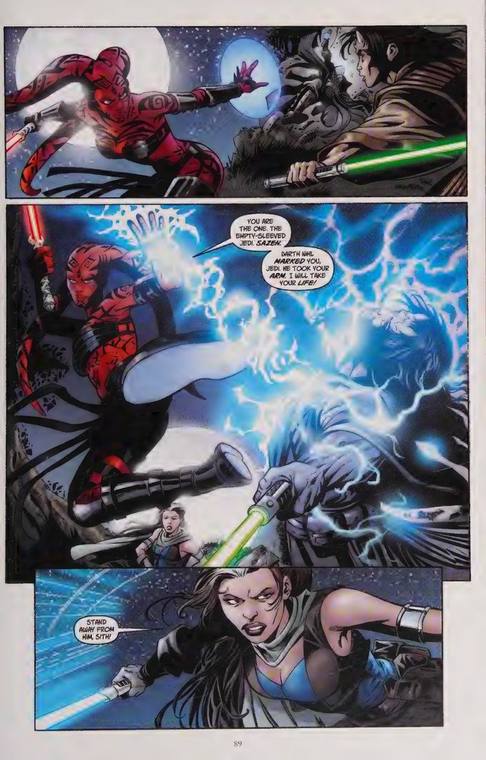 YOU ARE
THE ONE. THE
EMPTY-SLEEVED
JEDI, SAZEN.
DARTH NIHL
MARKED YOU,
JEDI. HE TOOK YOUR
ARM. I WILL TAKE
YOUR LIFE!
STAND
AWAY FROM
HIM, SITH!
89